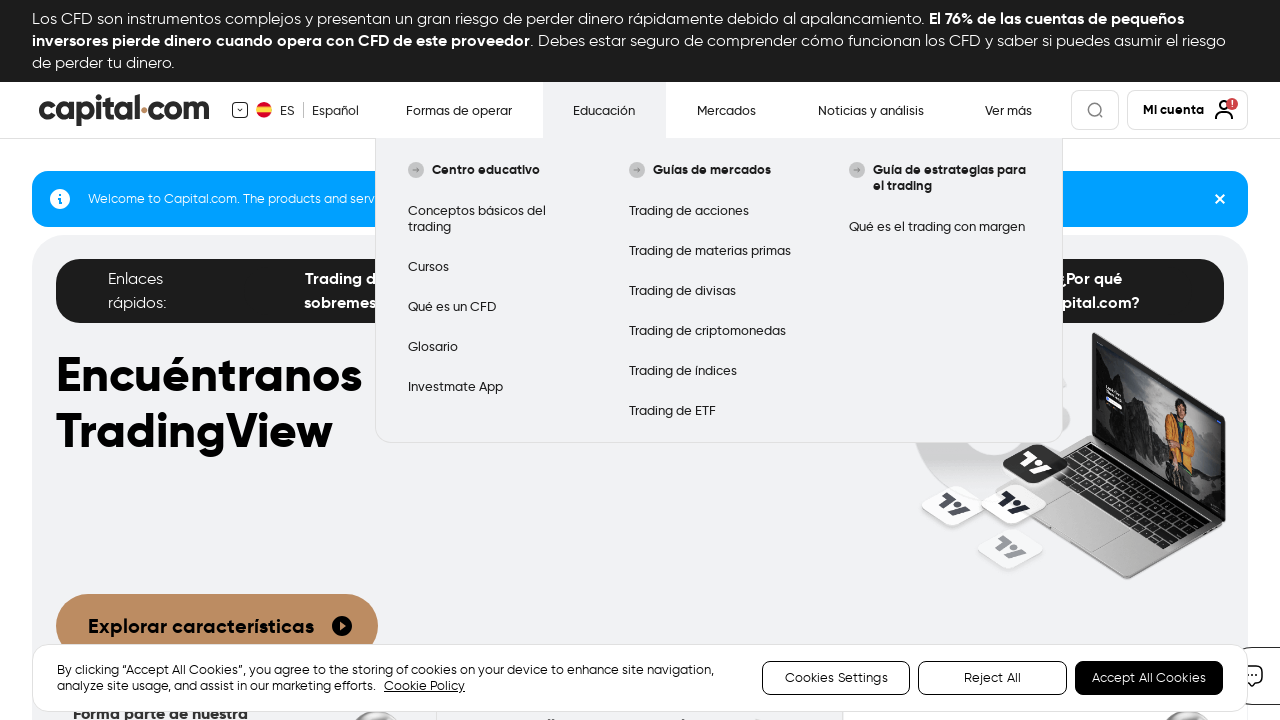 Los CFD son instrumentos complejos y presentan un gran riesgo de perder dinero rápidamente debido al apalancamiento. El 76% de las cuentas de pequeños
inversores pierde dinero cuando opera con CFD de este proveedor. Debes estar seguro de comprender cómo funcionan los CFD y saber si puedes asumir el riesgo
de perder tu dinero.
capital.com
ES
Español
Formas de operar
Educación
Mercados
Noticias y análisis
Ver más
Mi cuenta
Centro educativo
Conceptos básicos del
trading
Cursos
Qué es un CFD
Glosario
Investmate App
Guías de mercados
Trading de acciones
Trading de materias primas
Trading de divisas
Trading de criptomonedas
Trading de índices
Trading de ETF
Guía de estrategias para
el trading
Qué es el trading con margen
Welcome to Capital.com. The products and serv
Enlaces
rápidos:
Trading d
sobremes
¿Por qué
pital.com?
Encuéntranos
TradingView
Explorar características
By clicking “Accept All Cookies”, you agree to the storing of cookies on your device to enhance site navigation,
analyze site usage, and assist in our marketing efforts. Cookie Policy
Cookies Settings
Reject All
Accept All Cookies
Forma parte de nuestra